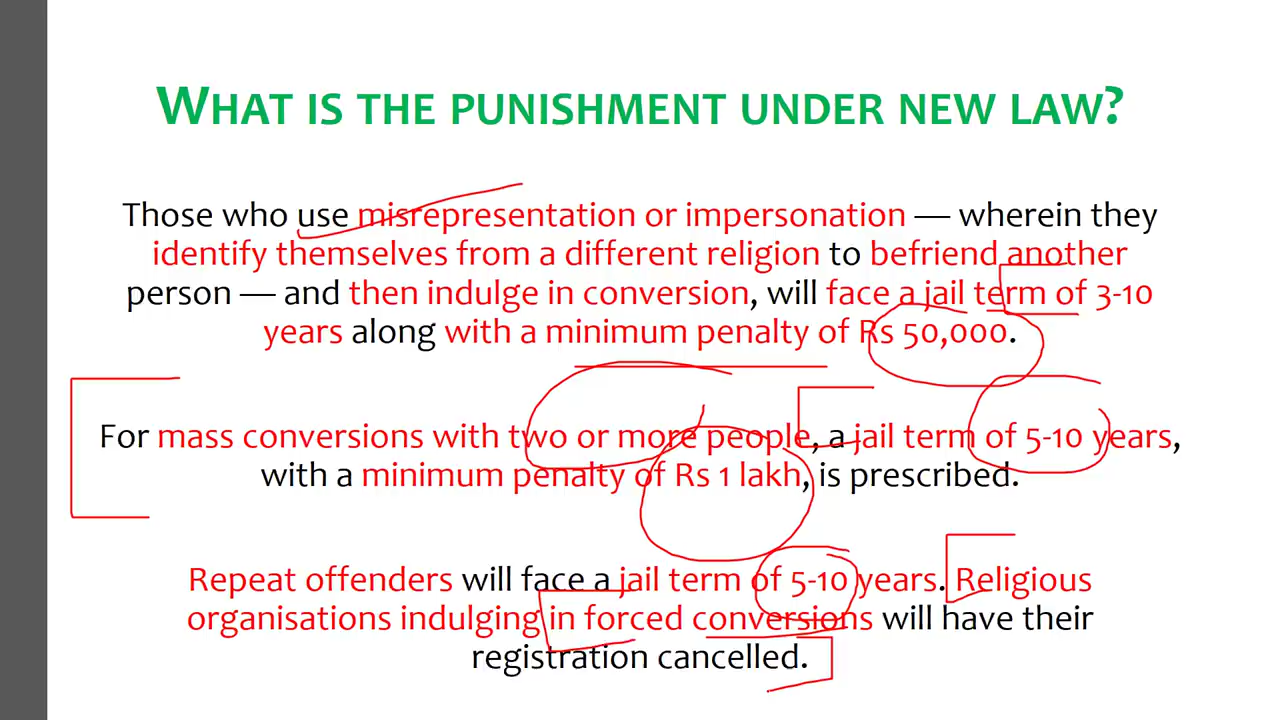 WHAT IS THE PUNISHMENT UNDER NEW LAW?
Those who use misrepresentation or impersonation — wherein they
identify themselves from a different religion to befriend another
person — and then indulge in conversion, will face a jail term of 3-10
years along with a minimum penalty of Rs 50,000.
For mass conversions with two or more people, a jail term of 5-10 years,
with a minimum penalty of Rs 1 lakh, is prescribed.
Repeat offenders will face a jail term of 5-10 years. Religious
organisations indulging in forced conversions will have their
registration cancelled.